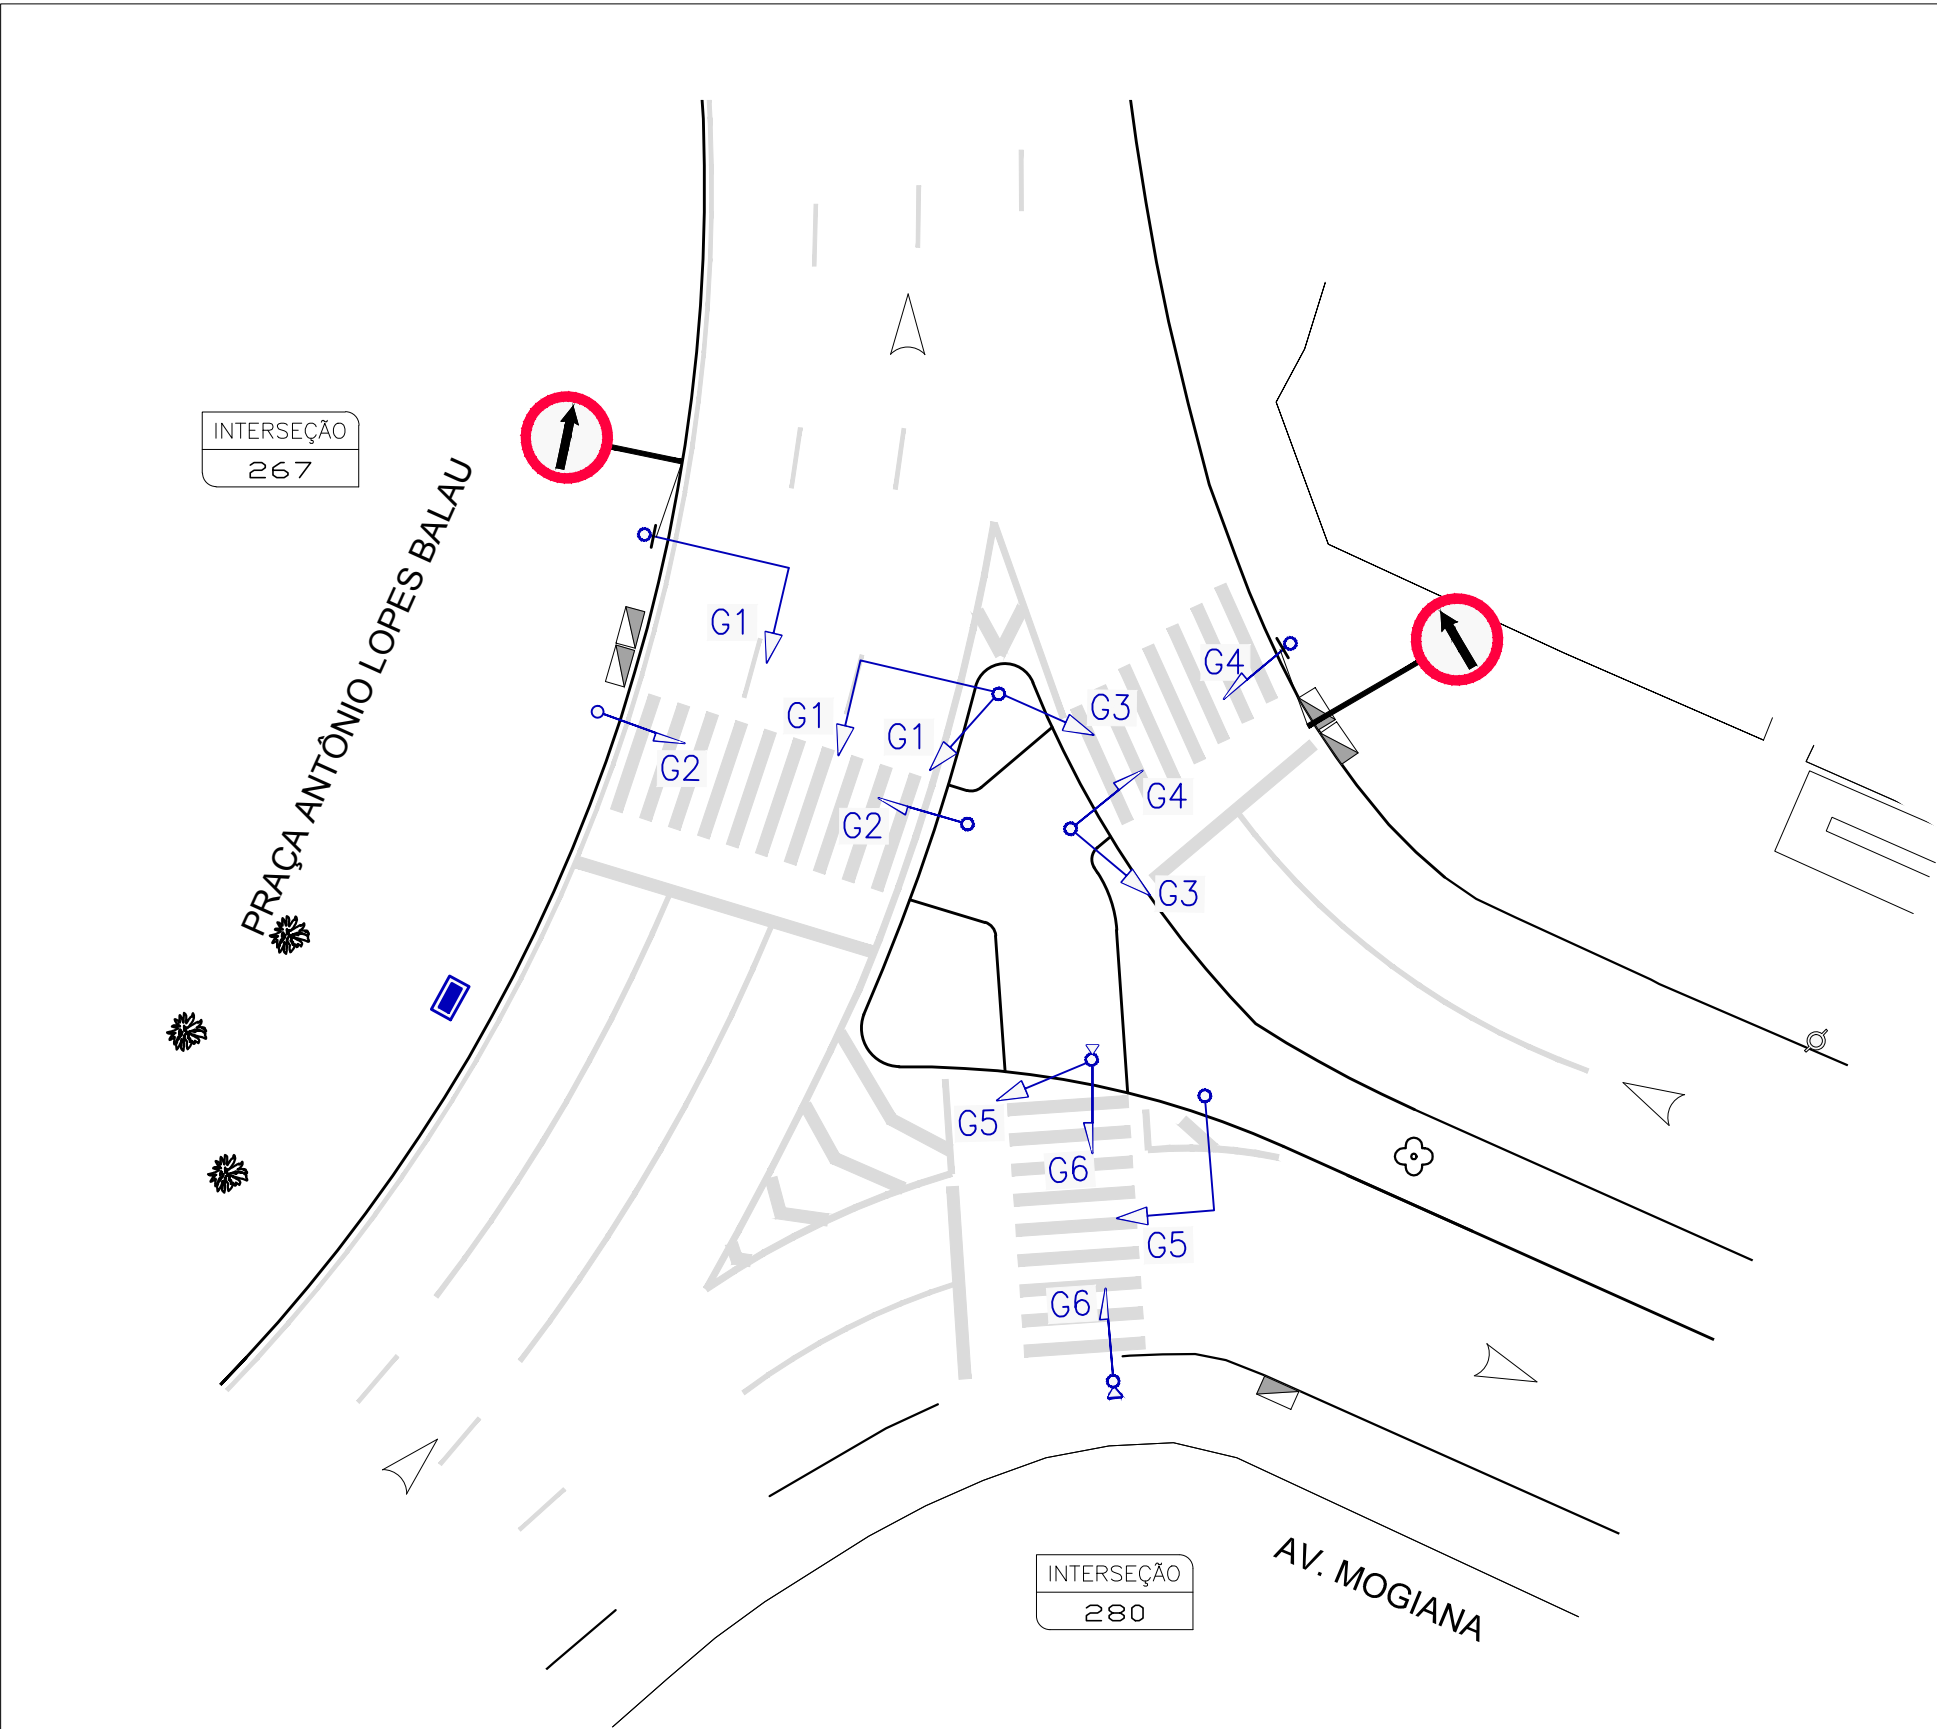 INTERSEÇÃO
267
PRAÇA ANTÔNIO LOPES BALAU
G1
G4
G3
G1
G1
G2
G4
G2
G3
G5
G6
G5
G6
AV. MOGIANA
INTERSEÇÃO
280